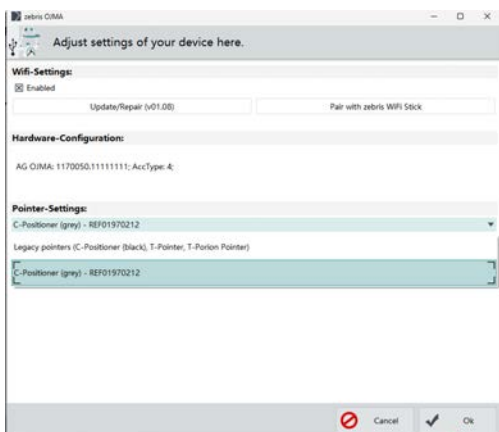 zebris OJMA
Adjust settings of your device here.
Wifi-Settings:
Enabled
Update/Repair (v01.08) Pair with zebris WiFi Stick
Hardware-Configuration:
AG OJMA: 1170050.11111111; AccType: 4;
Pointer-Settings:
C-Positioner (grey) - REF01970212
Legacy pointers (C-Positioner (black), T-Pointer, T-Porion Pointer)
C-Positioner (grey) - REF01970212
Cancel Ok